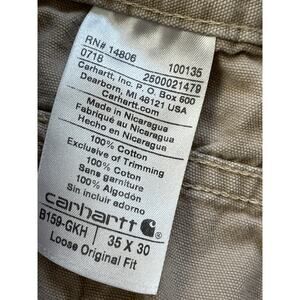 RN# 14806 100135
0718 2500021479
Carhartt, Inc. P.O. Box 600
Dearborn, MI 48121 USA
Carhartt.com
Made in Nicaragua
Fabriqué au Nicaragua
Hecho en Nicaragua
100% Cotton
Exclusive of Trimming
100% Coton
Sans garniture
100% Algodón
Sin incluir adorno
carhartt
B159-GKH 35 X 30
Loose Original Fit